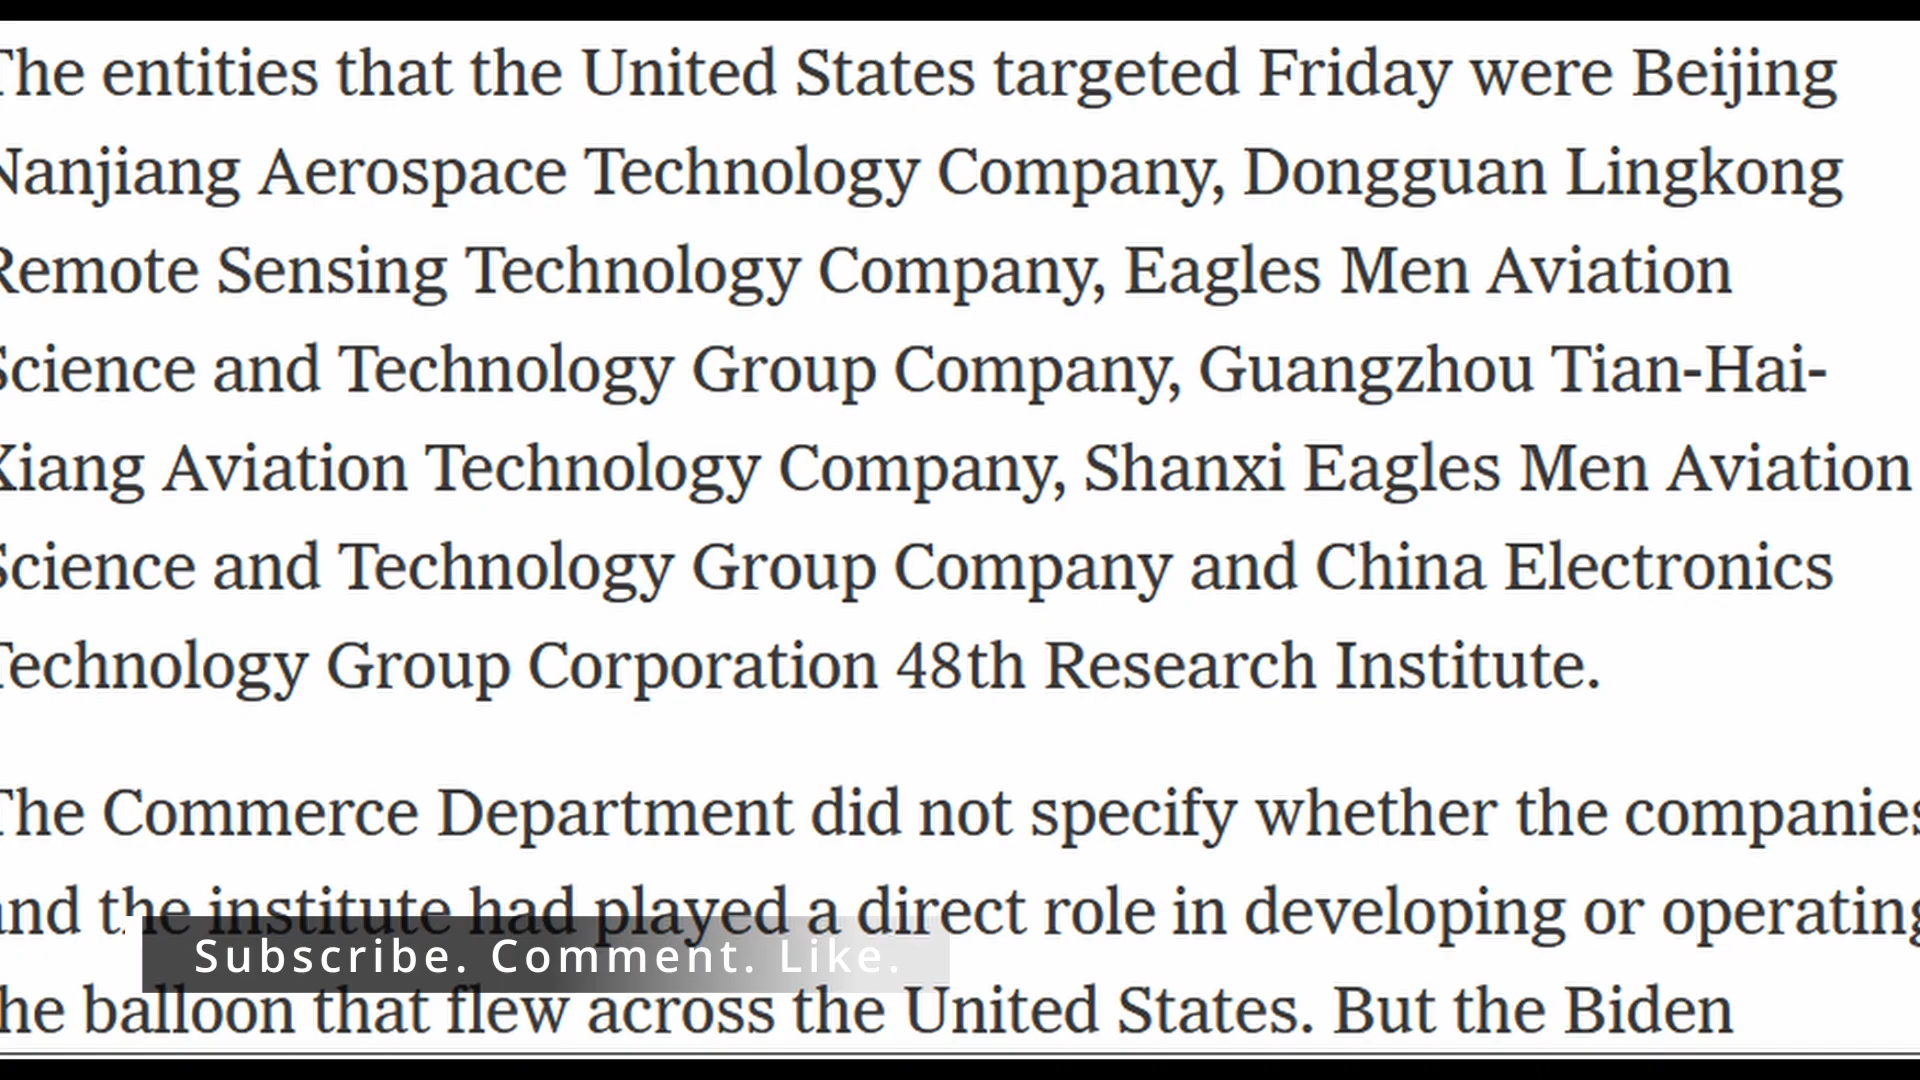 The entities that the United States targeted Friday were Beijing
Nanjiang Aerospace Technology Company, Dongguan Lingkong
Remote Sensing Technology Company, Eagles Men Aviation
Science and Technology Group Company, Guangzhou Tian-Hai-
Xiang Aviation Technology Company, Shanxi Eagles Men Aviation
Science and Technology Group Company and China Electronics
Technology Group Corporation 48th Research Institute.
The Commerce Department did not specify whether the companies
and the institute had played a direct role in developing or operating
Subscribe. Comment. Like.
the balloon that flew across the United States. But the Biden